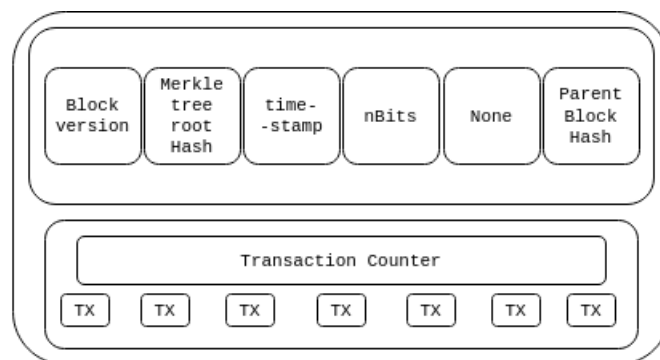 Block
version
Merkle
tree
root
Hash
time-
-stamp
nBits
None
Parent
Block
Hash
Transaction Counter
TX
TX
TX
TX
TX
TX
TX